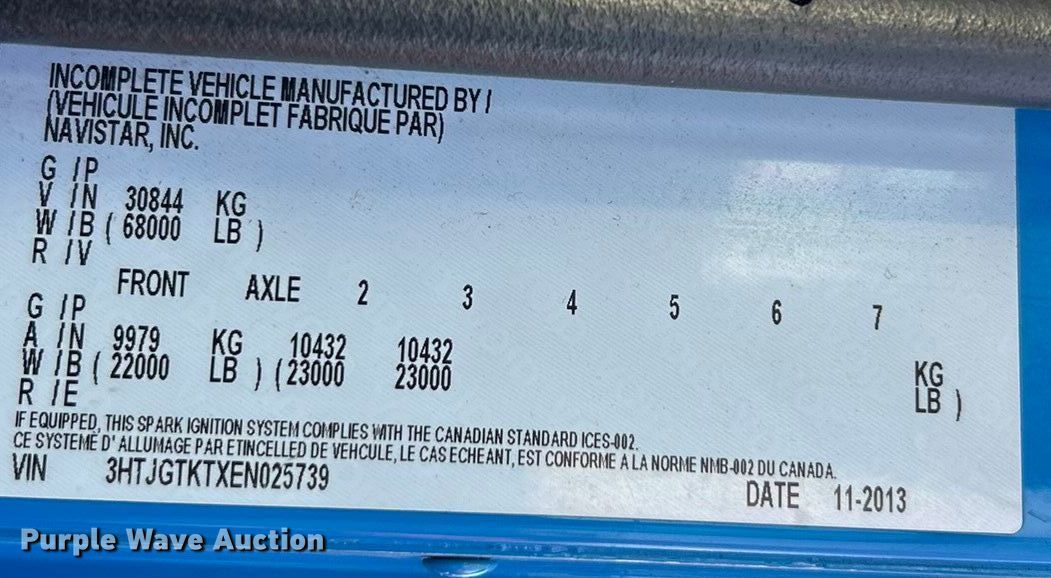 INCOMPLETE VEHICLE MANUFACTURED BY /
(VEHICULE INCOMPLET FABRIQUE PAR)
NAVISTAR, INC.
G /P
V /N 30844 KG
W /B ( 68000 LB )
R /V
FRONT AXLE 2 3 4 5 6 7
G /P
A /N 9979 KG 10432 10432 KG
W /B ( 22000 LB ) ( 23000 23000 LB )
R /E
IF EQUIPPED, THIS SPARK IGNITION SYSTEM COMPLIES WITH THE CANADIAN STANDARD ICES-002.
CE SYSTEME D'ALLUMAGE PAR ETINCELLED DE VEHCULE, LE CAS ECHEANT, EST CONFORME A LA NORME NMB-002 DU CANADA.
VIN 3HTJGTKTXEN025739 DATE 11-2013
Purple Wave Auction